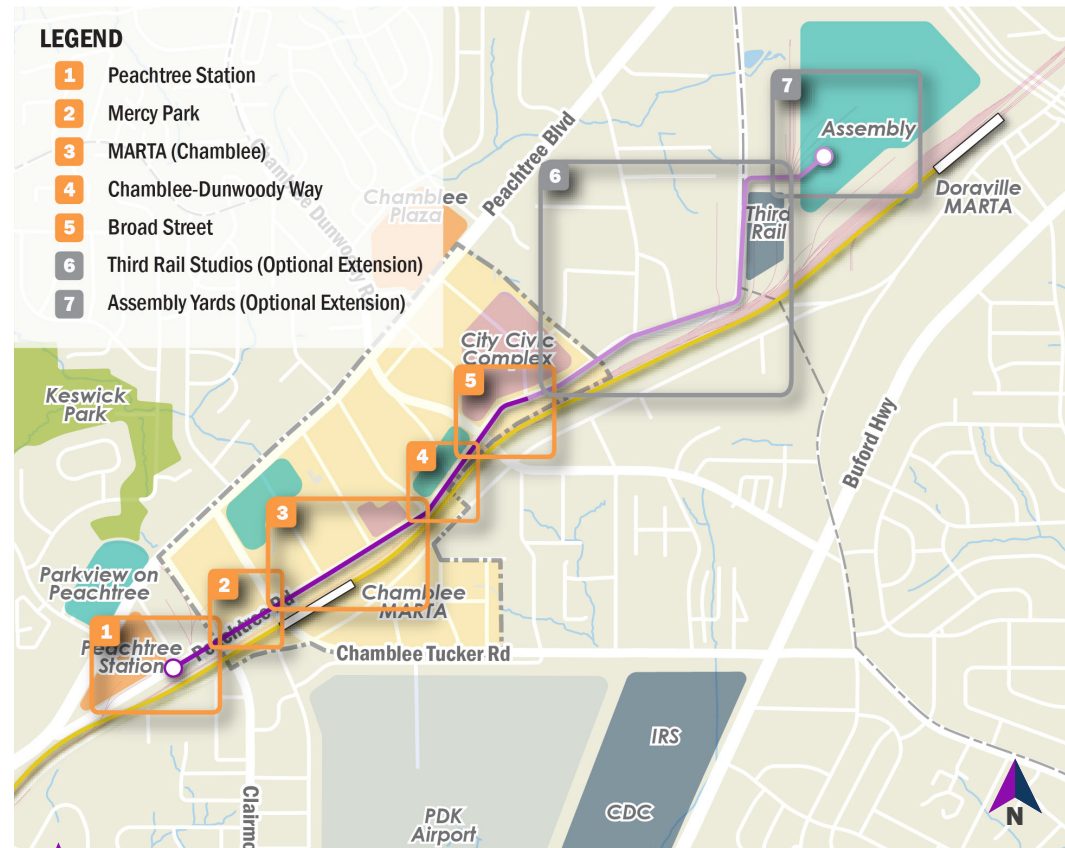 LEGEND
1 Peachtree Station
2 Mercy Park
3 MARTA (Chamblee)
4 Chamblee-Dunwoody Way
5 Broad Street
6 Third Rail Studios (Optional Extension)
7 Assembly Yards (Optional Extension)
Chamblee Dunwoody R
Chamblee
Plaza
Peachtree Blvd
7
Assembly
6
Doraville
MARTA
Third
Rail
City Civic
Complex
5
Keswick
Park
Buford Hwy
4
3
Parkview on
Peachtree
2
Chamblee
MARTA
Peachtree Rd
1
Peachtree
Station
Chamblee Tucker Rd
IRS
CDC
PDK
Airport
Clairmo
N